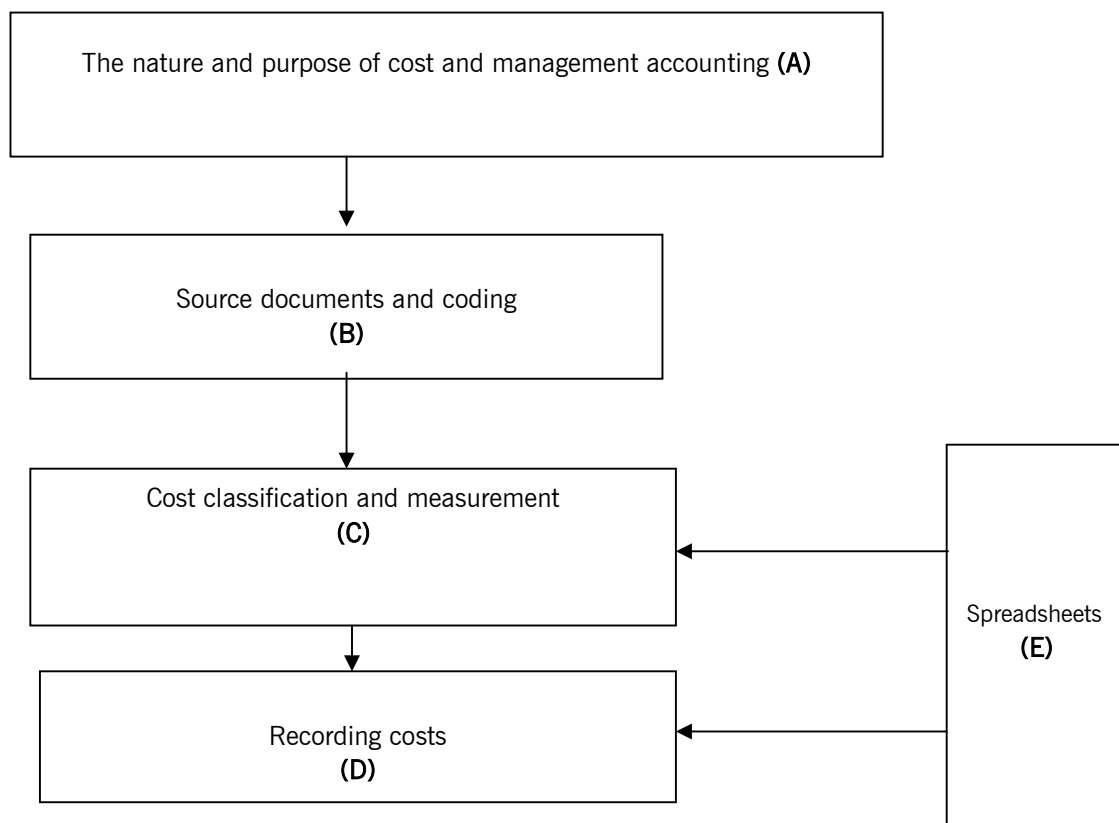 The nature and purpose of cost and management accounting (A)
Source documents and coding
(B)
Cost classification and measurement
(C)
Spreadsheets
(E)
Recording costs
(D)